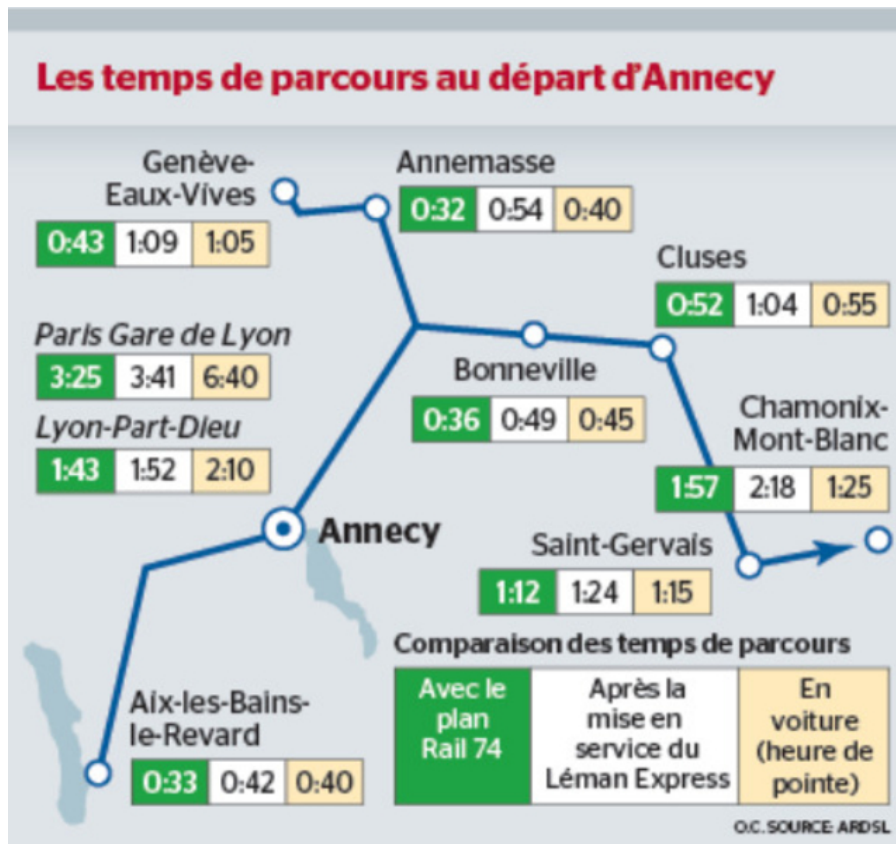 Les temps de parcours au départ d'Annecy
Genève-
Eaux-Vives
0:43 1:09 1:05
Annemasse
0:32 0:54 0:40
Cluses
0:52 1:04 0:55
Paris Gare de Lyon
3:25 3:41 6:40
Bonneville
0:36 0:49 0:45
Lyon-Part-Dieu
1:43 1:52 2:10
Chamonix-
Mont-Blanc
1:57 2:18 1:25
Annecy
Saint-Gervais
1:12 1:24 1:15
Aix-les-Bains-
le-Revard
0:33 0:42 0:40
Comparaison des temps de parcours
Avec le
plan
Rail 74
Après la
mise en
service du
Léman Express
En
voiture
(heure de
pointe)
O.C. SOURCE: ARDSL